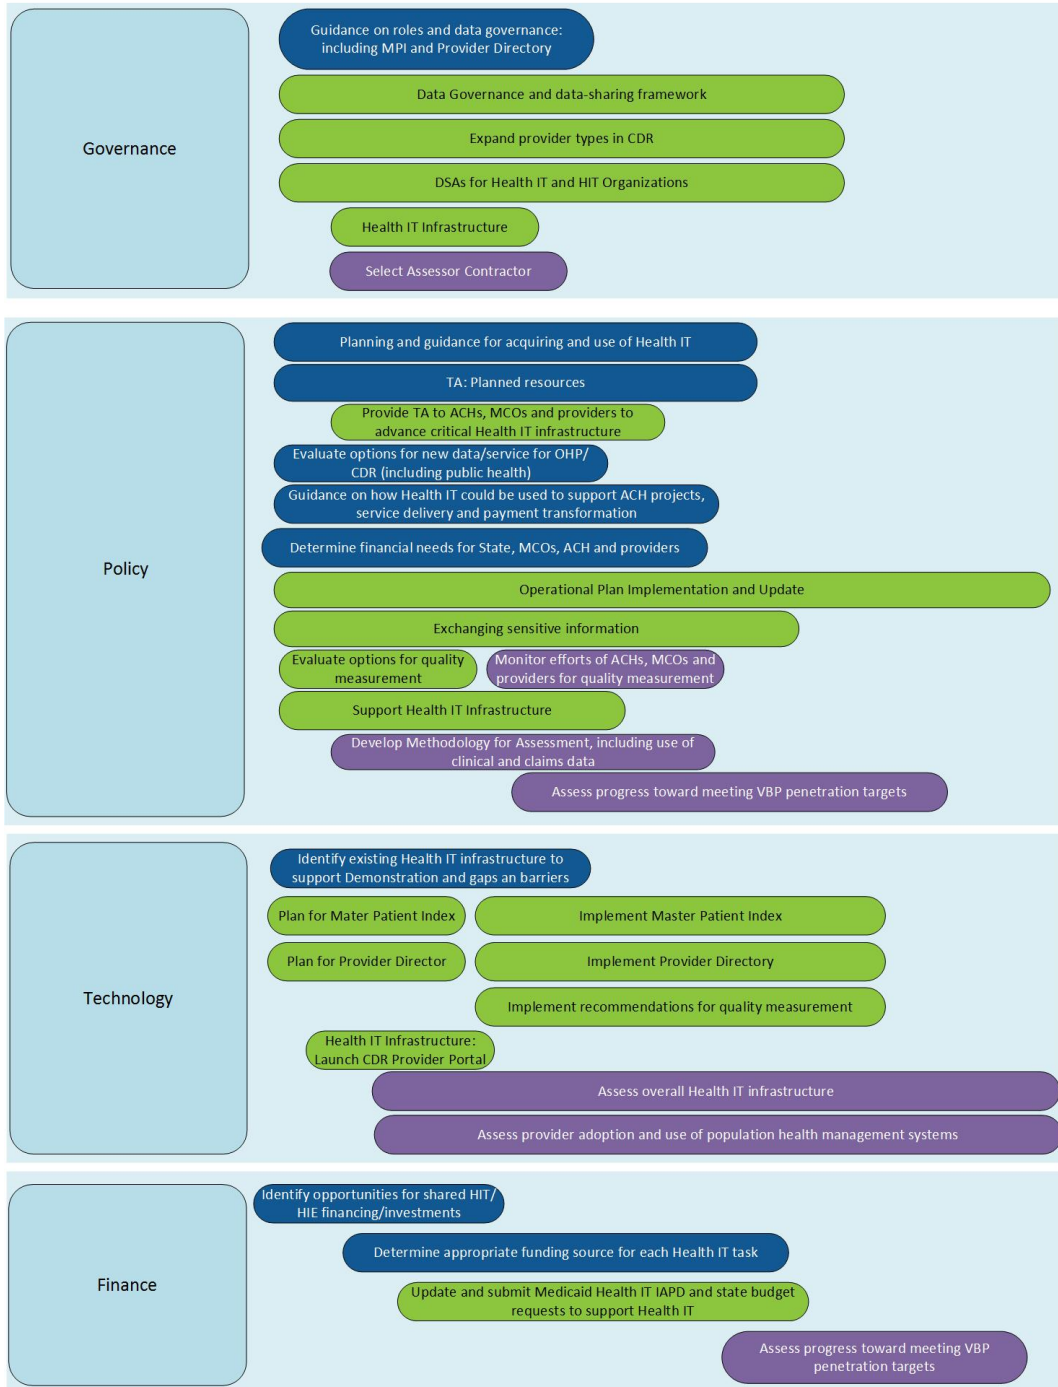 Governance
Guidance on roles and data governance:
including MPI and Provider Directory
Data Governance and data-sharing framework
Expand provider types in CDR
DSAs for Health IT and HIT Organizations
Health IT Infrastructure
Select Assessor Contractor
Policy
Planning and guidance for acquiring and use of Health IT
TA: Planned resources
Provide TA to ACHs, MCOs and providers to
advance critical Health IT infrastructure
Evaluate options for new data/service for OHP/
CDR (including public health)
Guidance on how Health IT could be used to support ACH projects,
service delivery and payment transformation
Determine financial needs for State, MCOs, ACH and providers
Operational Plan Implementation and Update
Exchanging sensitive information
Evaluate options for quality
measurement
Monitor efforts of ACHs, MCOs and
providers for quality measurement
Support Health IT Infrastructure
Develop Methodology for Assessment, including use of
clinical and claims data
Assess progress toward meeting VBP penetration targets
Technology
Identify existing Health IT infrastructure to
support Demonstration and gaps an barriers
Plan for Mater Patient Index
Implement Master Patient Index
Plan for Provider Director
Implement Provider Directory
Implement recommendations for quality measurement
Health IT Infrastructure:
Launch CDR Provider Portal
Assess overall Health IT infrastructure
Assess provider adoption and use of population health management systems
Finance
Identify opportunities for shared HIT/
HIE financing/investments
Determine appropriate funding source for each Health IT task
Update and submit Medicaid Health IT IAPD and state budget
requests to support Health IT
Assess progress toward meeting VBP
penetration targets